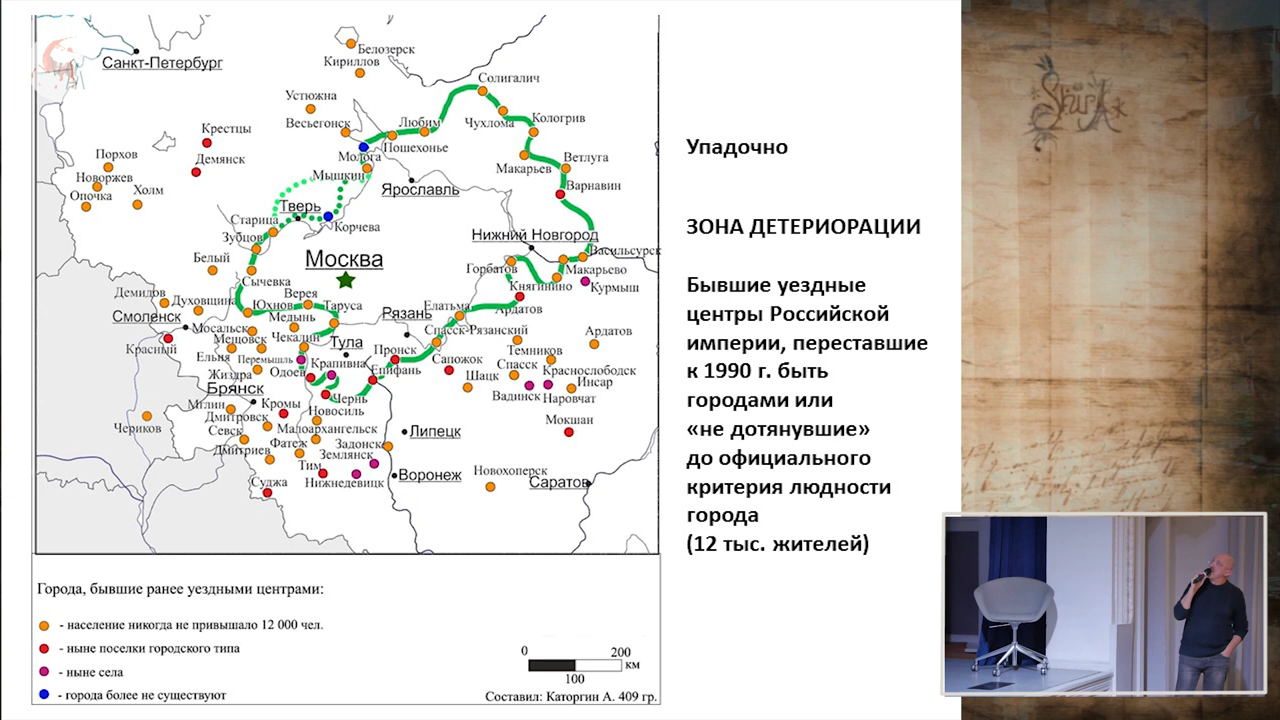 Санкт-Петербург
Белозерск
Кириллов
Солигалич
Устюжна
Весьегонск
Любим
Чухлома
Кологрив
Крестцы
Молога
Пошехонье
Порхов
Демянск
Макарьев
Ветлуга
Новоржев
Мышкин
Варнавин
Опочка
Холм
Ярославль
Тверь
Старица
Корчева
Зубцов
Нижний Новгород
Васильсурск
Белый
Москва
Горбатов
Макарьево
Сычевка
Княгинино
Курмыш
Демидов
Духовщина
Верея
Юхнов
Таруса
Елатьма
Ардатов
Смоленск
Медынь
Рязань
Мосальск
Чекалин
Спасск-Рязанский
Ардатов
Красный
Мещовск
Тула
Пронск
Темников
Ельня
Перемышль
Крапивна
Сапожок
Спасск
Краснослободск
Жиздра
Одоев
Епифань
Шацк
Инсар
Брянск
Вадинск
Наровчат
Мглин
Кромы
Чернь
Дмитровск
Новосиль
Мокшан
Чериков
Севск
Малоархангельск
Липецк
Фатеж
Задонск
Дмитриев
Землянск
Тим
Воронеж
Новохоперск
Суджа
Нижнедевицк
Саратов
Города, бывшие ранее уездными центрами:
- население никогда не привышало 12 000 чел.
- ныне поселки городского типа
- ныне села
- города более не существуют
0 200
км
100
Составил: Каторгин А. 409 гр.
Упадочно
ЗОНА ДЕТЕРИОРАЦИИ
Бывшие уездные
центры Российской
империи, переставшие
к 1990 г. быть
городами или
«не дотянувшие»
до официального
критерия людности
города
(12 тыс. жителей)